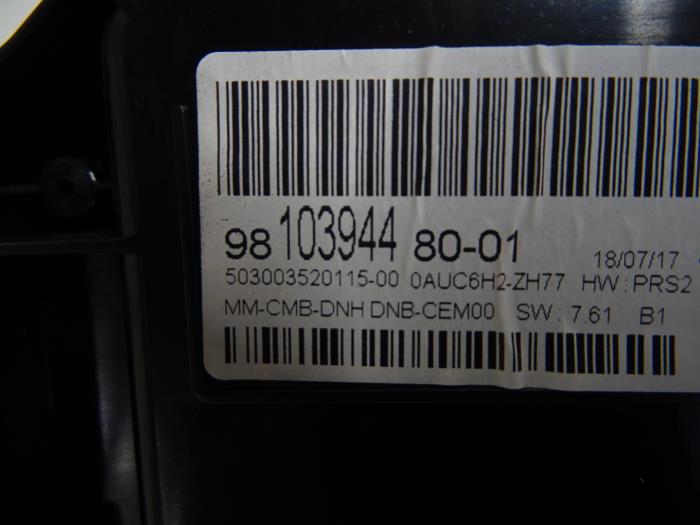 98 103944 80-01 18/07/17
503003520115-00 0AUC6H2-ZH77 HW : PRS2
MM-CMB-DNH DNB-CEM00 SW : 7.61 B1